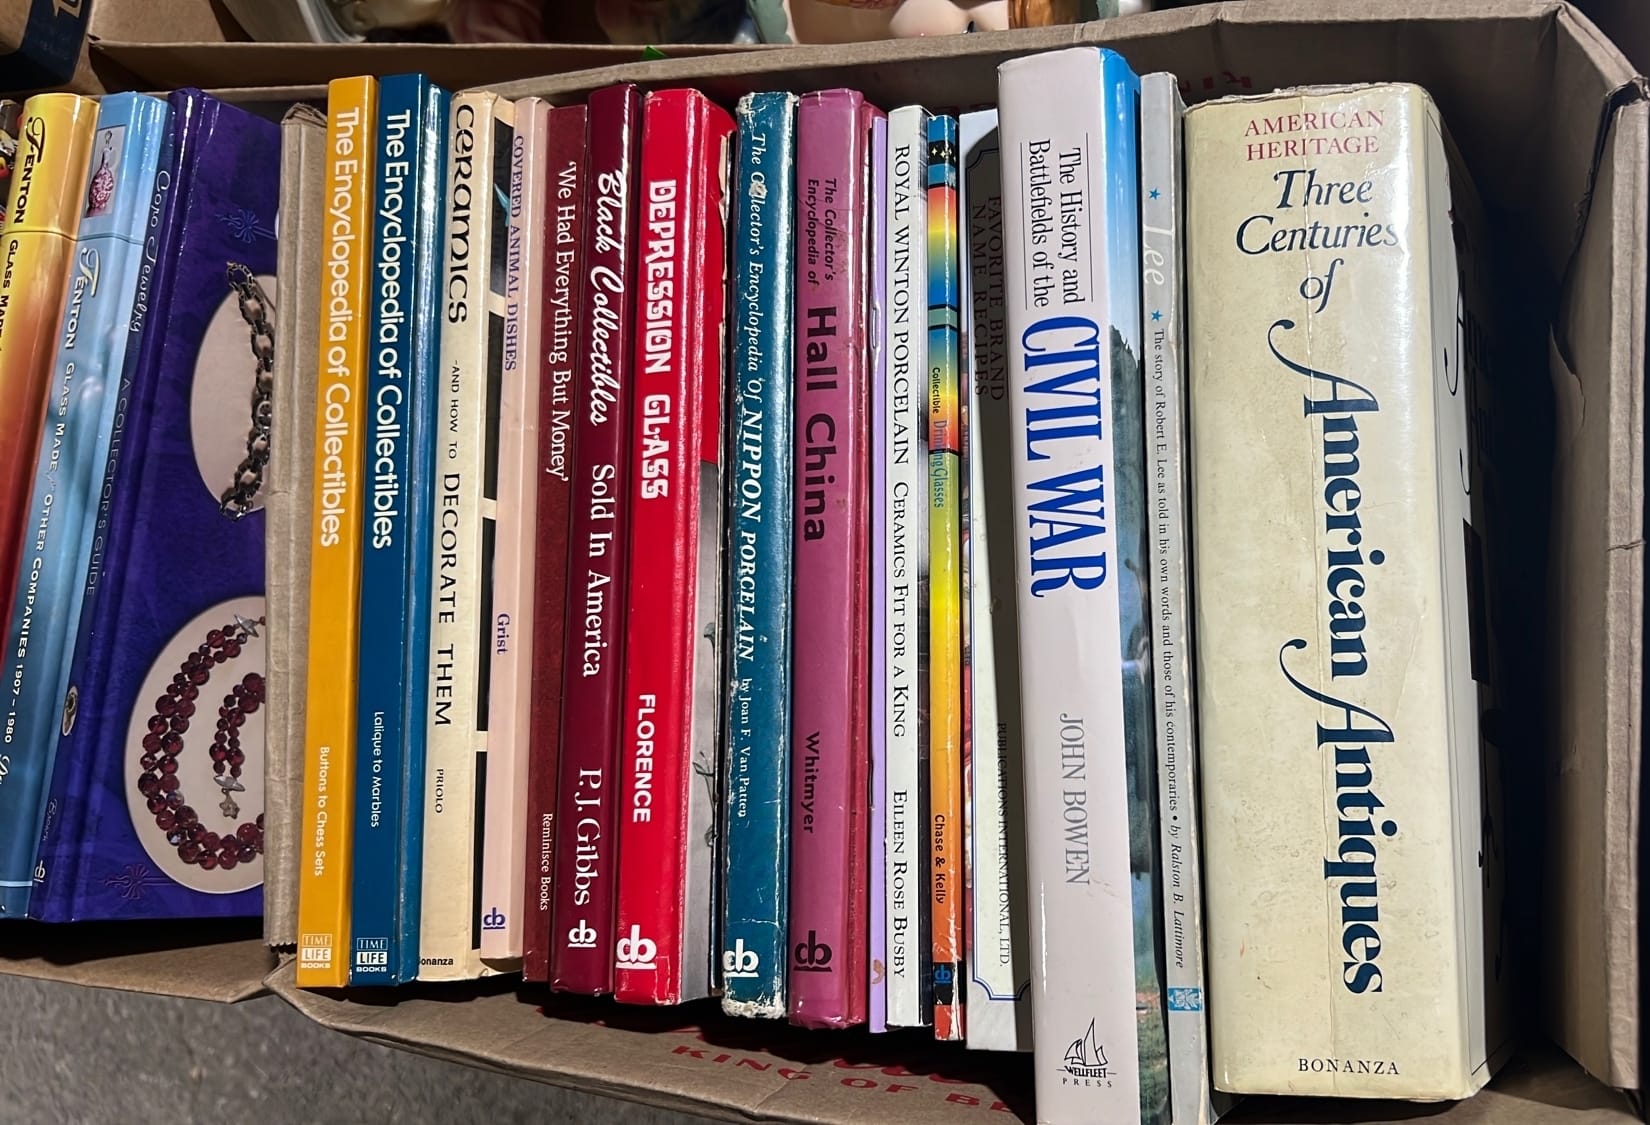 FENTON GLASS MADE
FENTON GLASS MADE OTHER COMPANIES 1907 - 1980
Jewelry A COLLECTOR'S GUIDE
The Encyclopedia of Collectibles
Buttons to Chess Sets
TIME
LIFE
BOOKS
The Encyclopedia of Collectibles
Lalique to Marbles
TIME
LIFE
BOOKS
CERAMICS -AND HOW TO DECORATE THEM PRIOLO
Bonanza
COVERED ANIMAL DISHES Grist
cb
'We Had Everything But Money' Reminisce Books
Black Collectibles Sold In America P.J. Gibbs
cb
DEPRESSION GLASS FLORENCE
cb
The Collector's Encyclopedia Of NIPPON PORCELAIN by Joan F. Van Patten
cb
The Collector's
Encyclopedia of
Hall China Whitmyer
cb
ROYAL WINTON PORCELAIN CERAMICS FIT FOR A KING EILEEN ROSE BUSBY
Collectible Drinking Glasses Chase & Kelly
cb
FAVORITE BRAND
NAME RECIPES
PUBLICATIONS INTERNATIONAL, LTD.
The History and
Battlefields of the
CIVIL WAR
JOHN BOWEN
WELLFLEET
PRESS
Lee The story of Robert E. Lee as told in his own words and those of his contemporaries • by Ralston B. Lattimore
AMERICAN
HERITAGE
Three
Centuries
of
American Antiques
BONANZA
KING OF